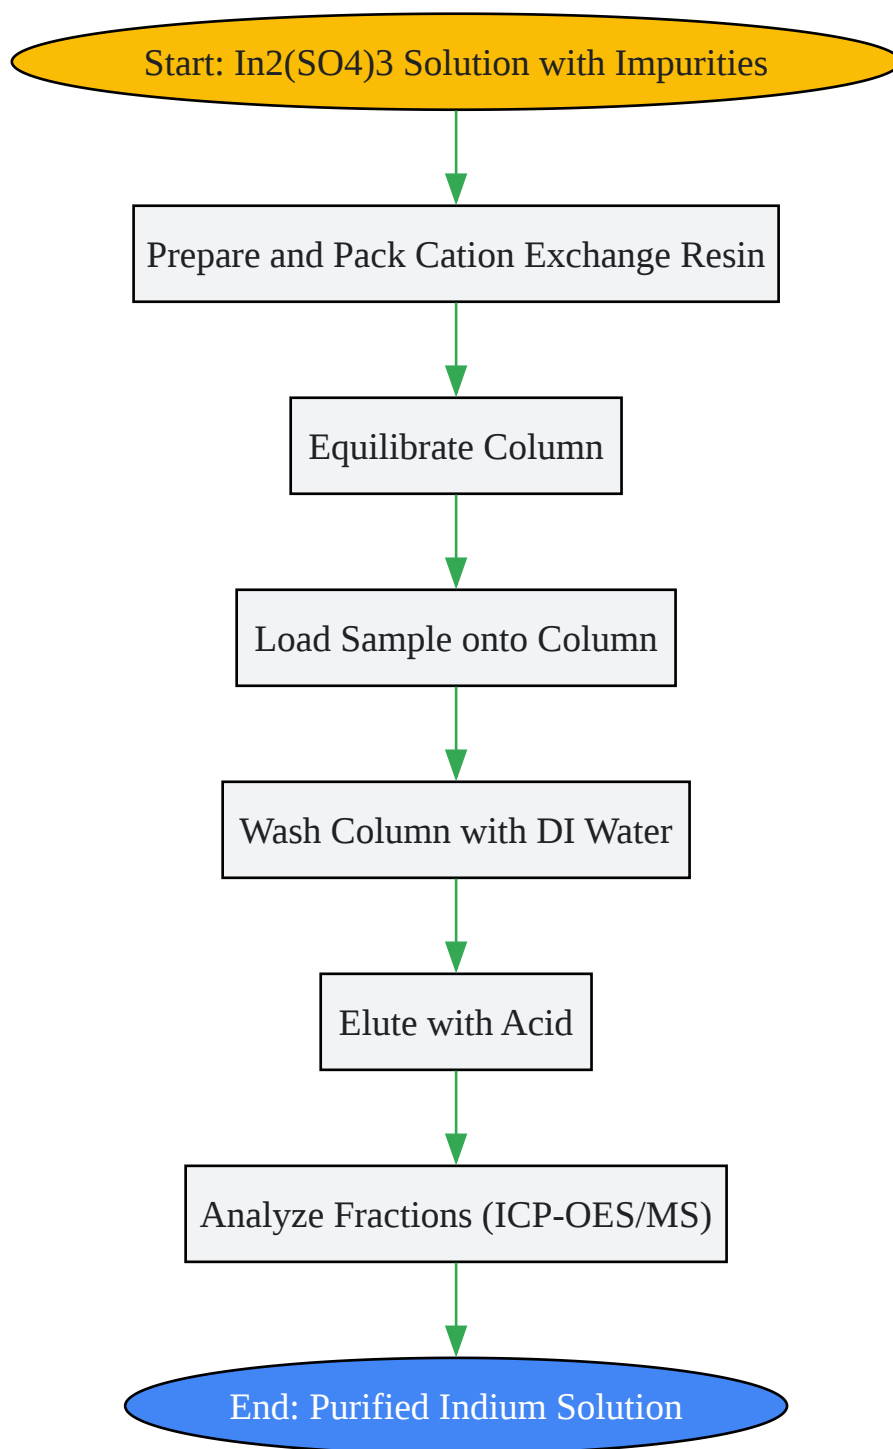 Start: In2(SO4)3 Solution with Impurities
Prepare and Pack Cation Exchange Resin
Equilibrate Column
Load Sample onto Column
Wash Column with DI Water
Elute with Acid
Analyze Fractions (ICP-OES/MS)
End: Purified Indium Solution